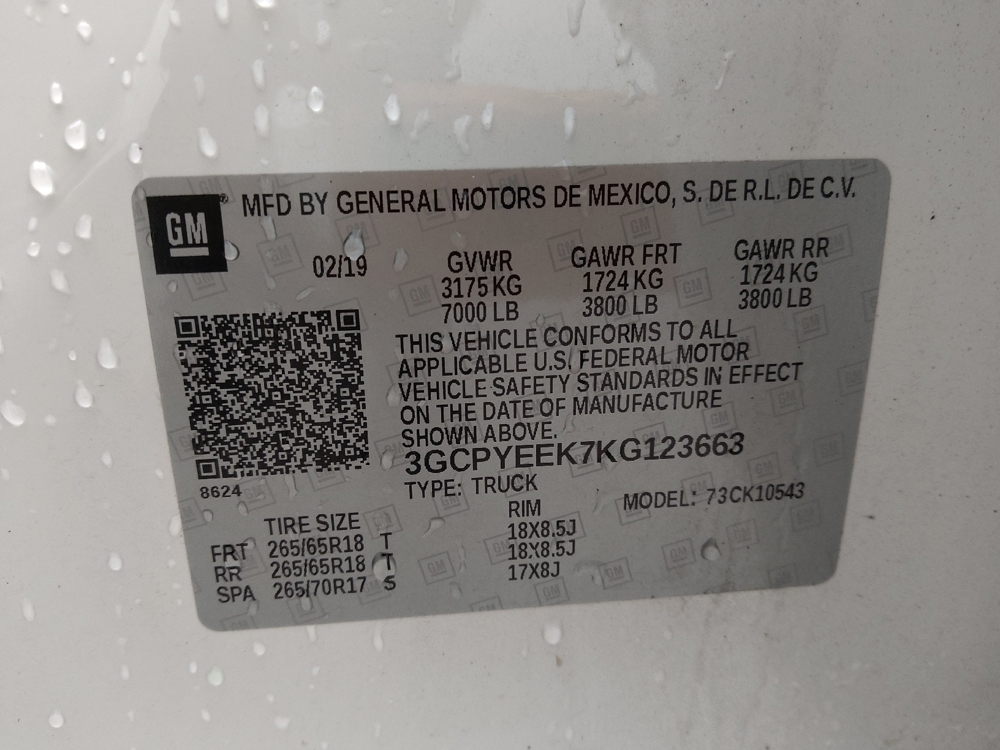 GM
MFD BY GENERAL MOTORS DE MEXICO, S. DE R.L. DE C.V.
02/19
GVWR GAWR FRT GAWR RR
3175 KG 1724 KG 1724 KG
7000 LB 3800 LB 3800 LB
THIS VEHICLE CONFORMS TO ALL
APPLICABLE U.S. FEDERAL MOTOR
VEHICLE SAFETY STANDARDS IN EFFECT
ON THE DATE OF MANUFACTURE
SHOWN ABOVE.
3GCPYEEK7KG123663
8624
TYPE: TRUCK MODEL: 73CK10543
TIRE SIZE RIM
FRT 265/65R18 T 18X8.5J
RR 265/65R18 T 18X8.5J
SPA 265/70R17 S 17X8J